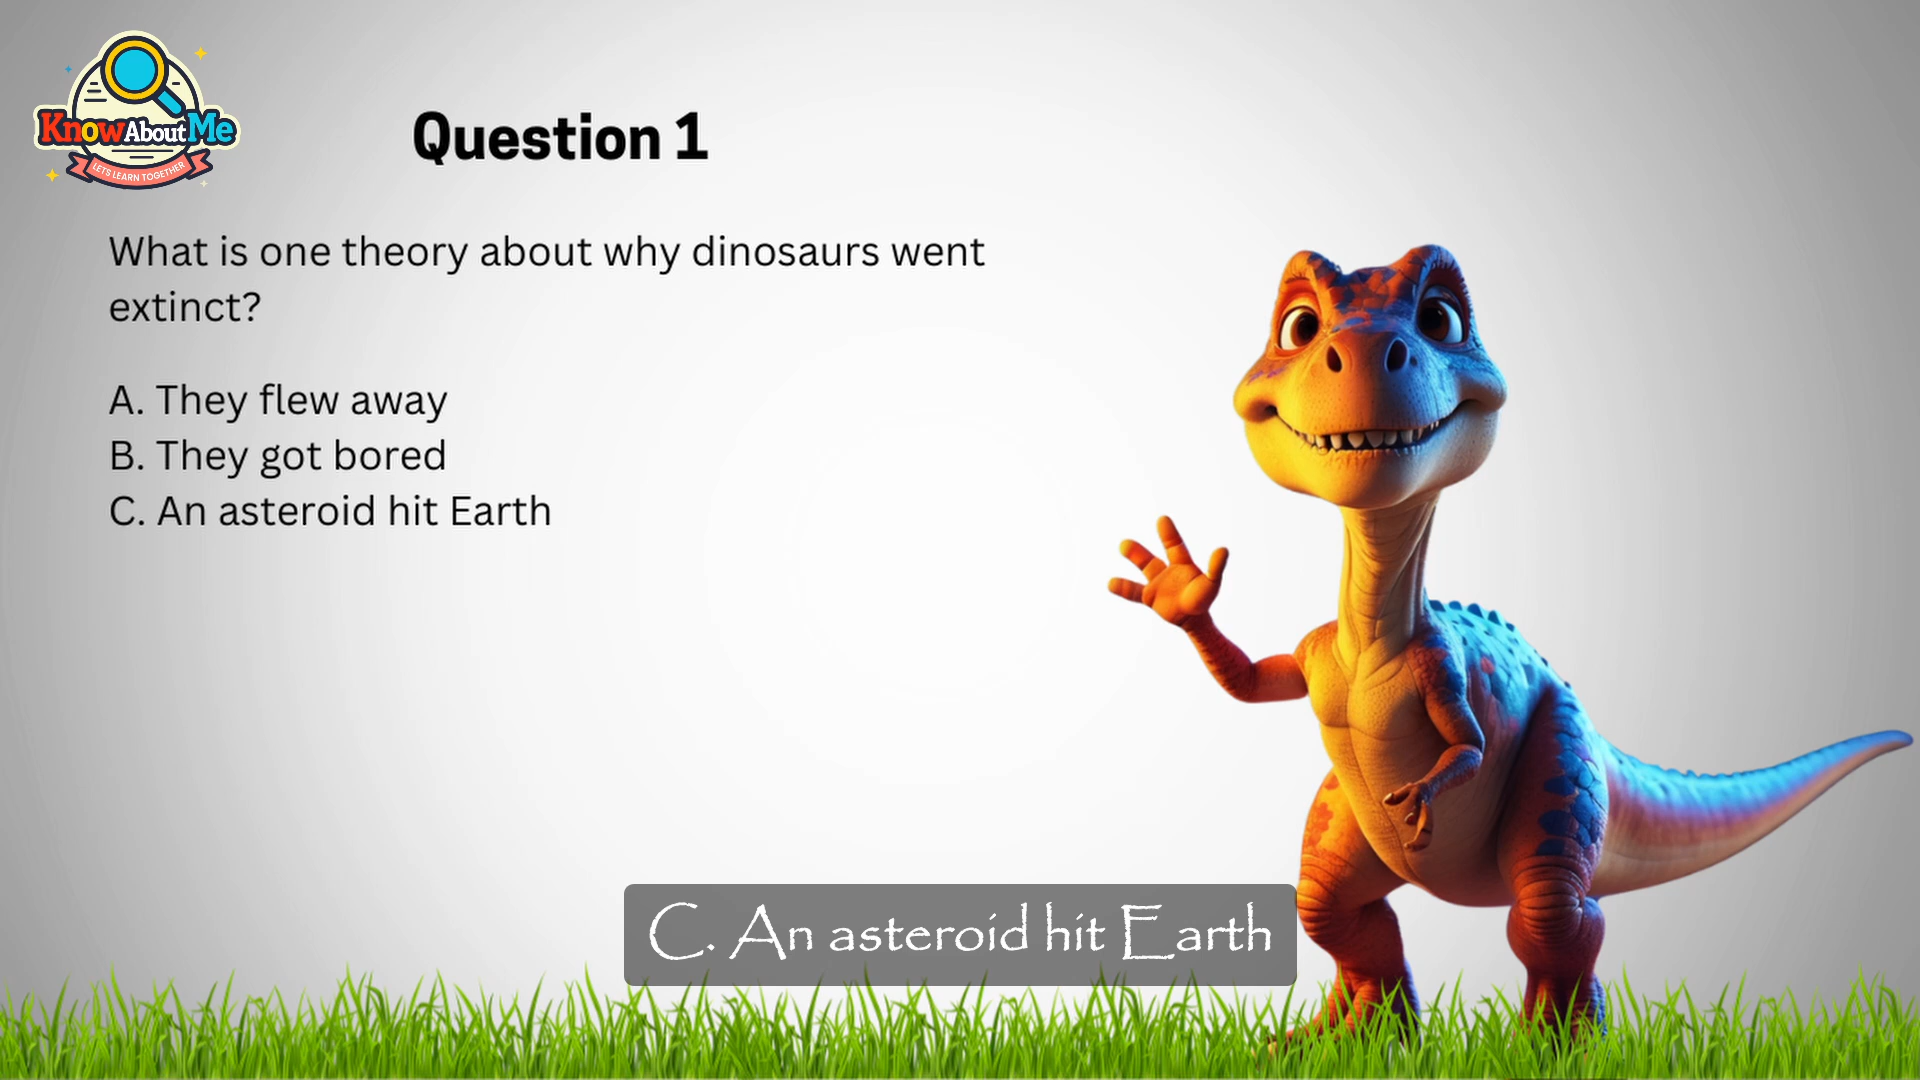 KnowAboutMe
LETS LEARN TOGETHER
Question 1
What is one theory about why dinosaurs went
extinct?
A. They flew away
B. They got bored
C. An asteroid hit Earth
C. An asteroid hit Earth